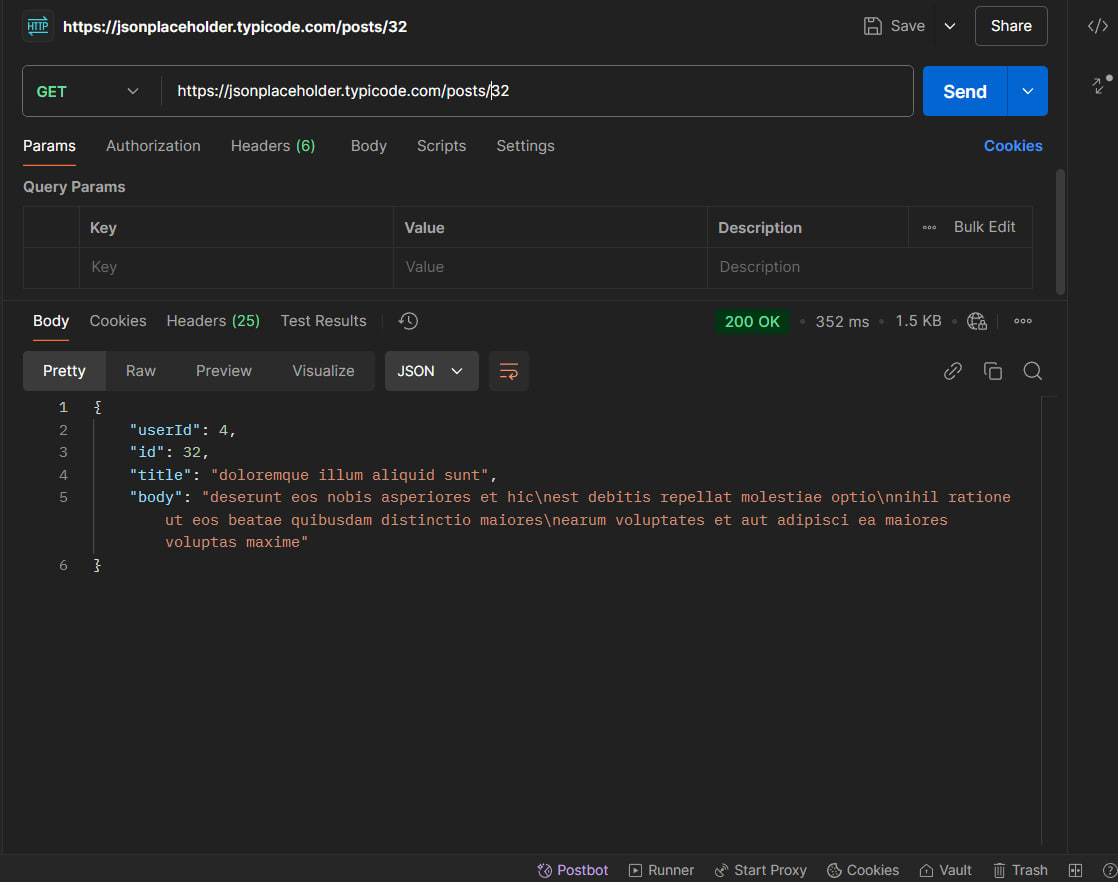 HTTP https://jsonplaceholder.typicode.com/posts/32 Save Share
GET https://jsonplaceholder.typicode.com/posts/32 Send
Params Authorization Headers (6) Body Scripts Settings Cookies
Query Params
Key Value Description Bulk Edit
Key Value Description
Body Cookies Headers (25) Test Results 200 OK • 352 ms • 1.5 KB
Pretty Raw Preview Visualize JSON
1 {
2 "userId": 4,
3 "id": 32,
4 "title": "doloremque illum aliquid sunt",
5 "body": "deserunt eos nobis asperiores et hic\nest debitis repellat molestiae optio\nnihil ratione
ut eos beatae quibusdam distinctio maiores\nearum voluptates et aut adipisci ea maiores
voluptas maxime"
6 }
Postbot Runner Start Proxy Cookies Vault Trash